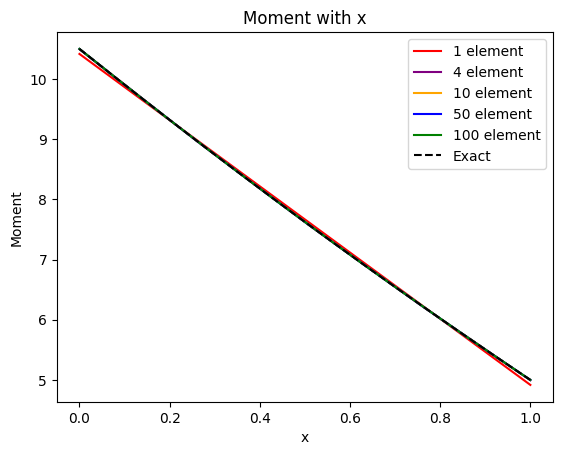 Moment with x
1 element
4 element
10 element
50 element
100 element
Exact
Moment
10
9
8
7
6
5
0.0
0.2
0.4
0.6
0.8
1.0
x